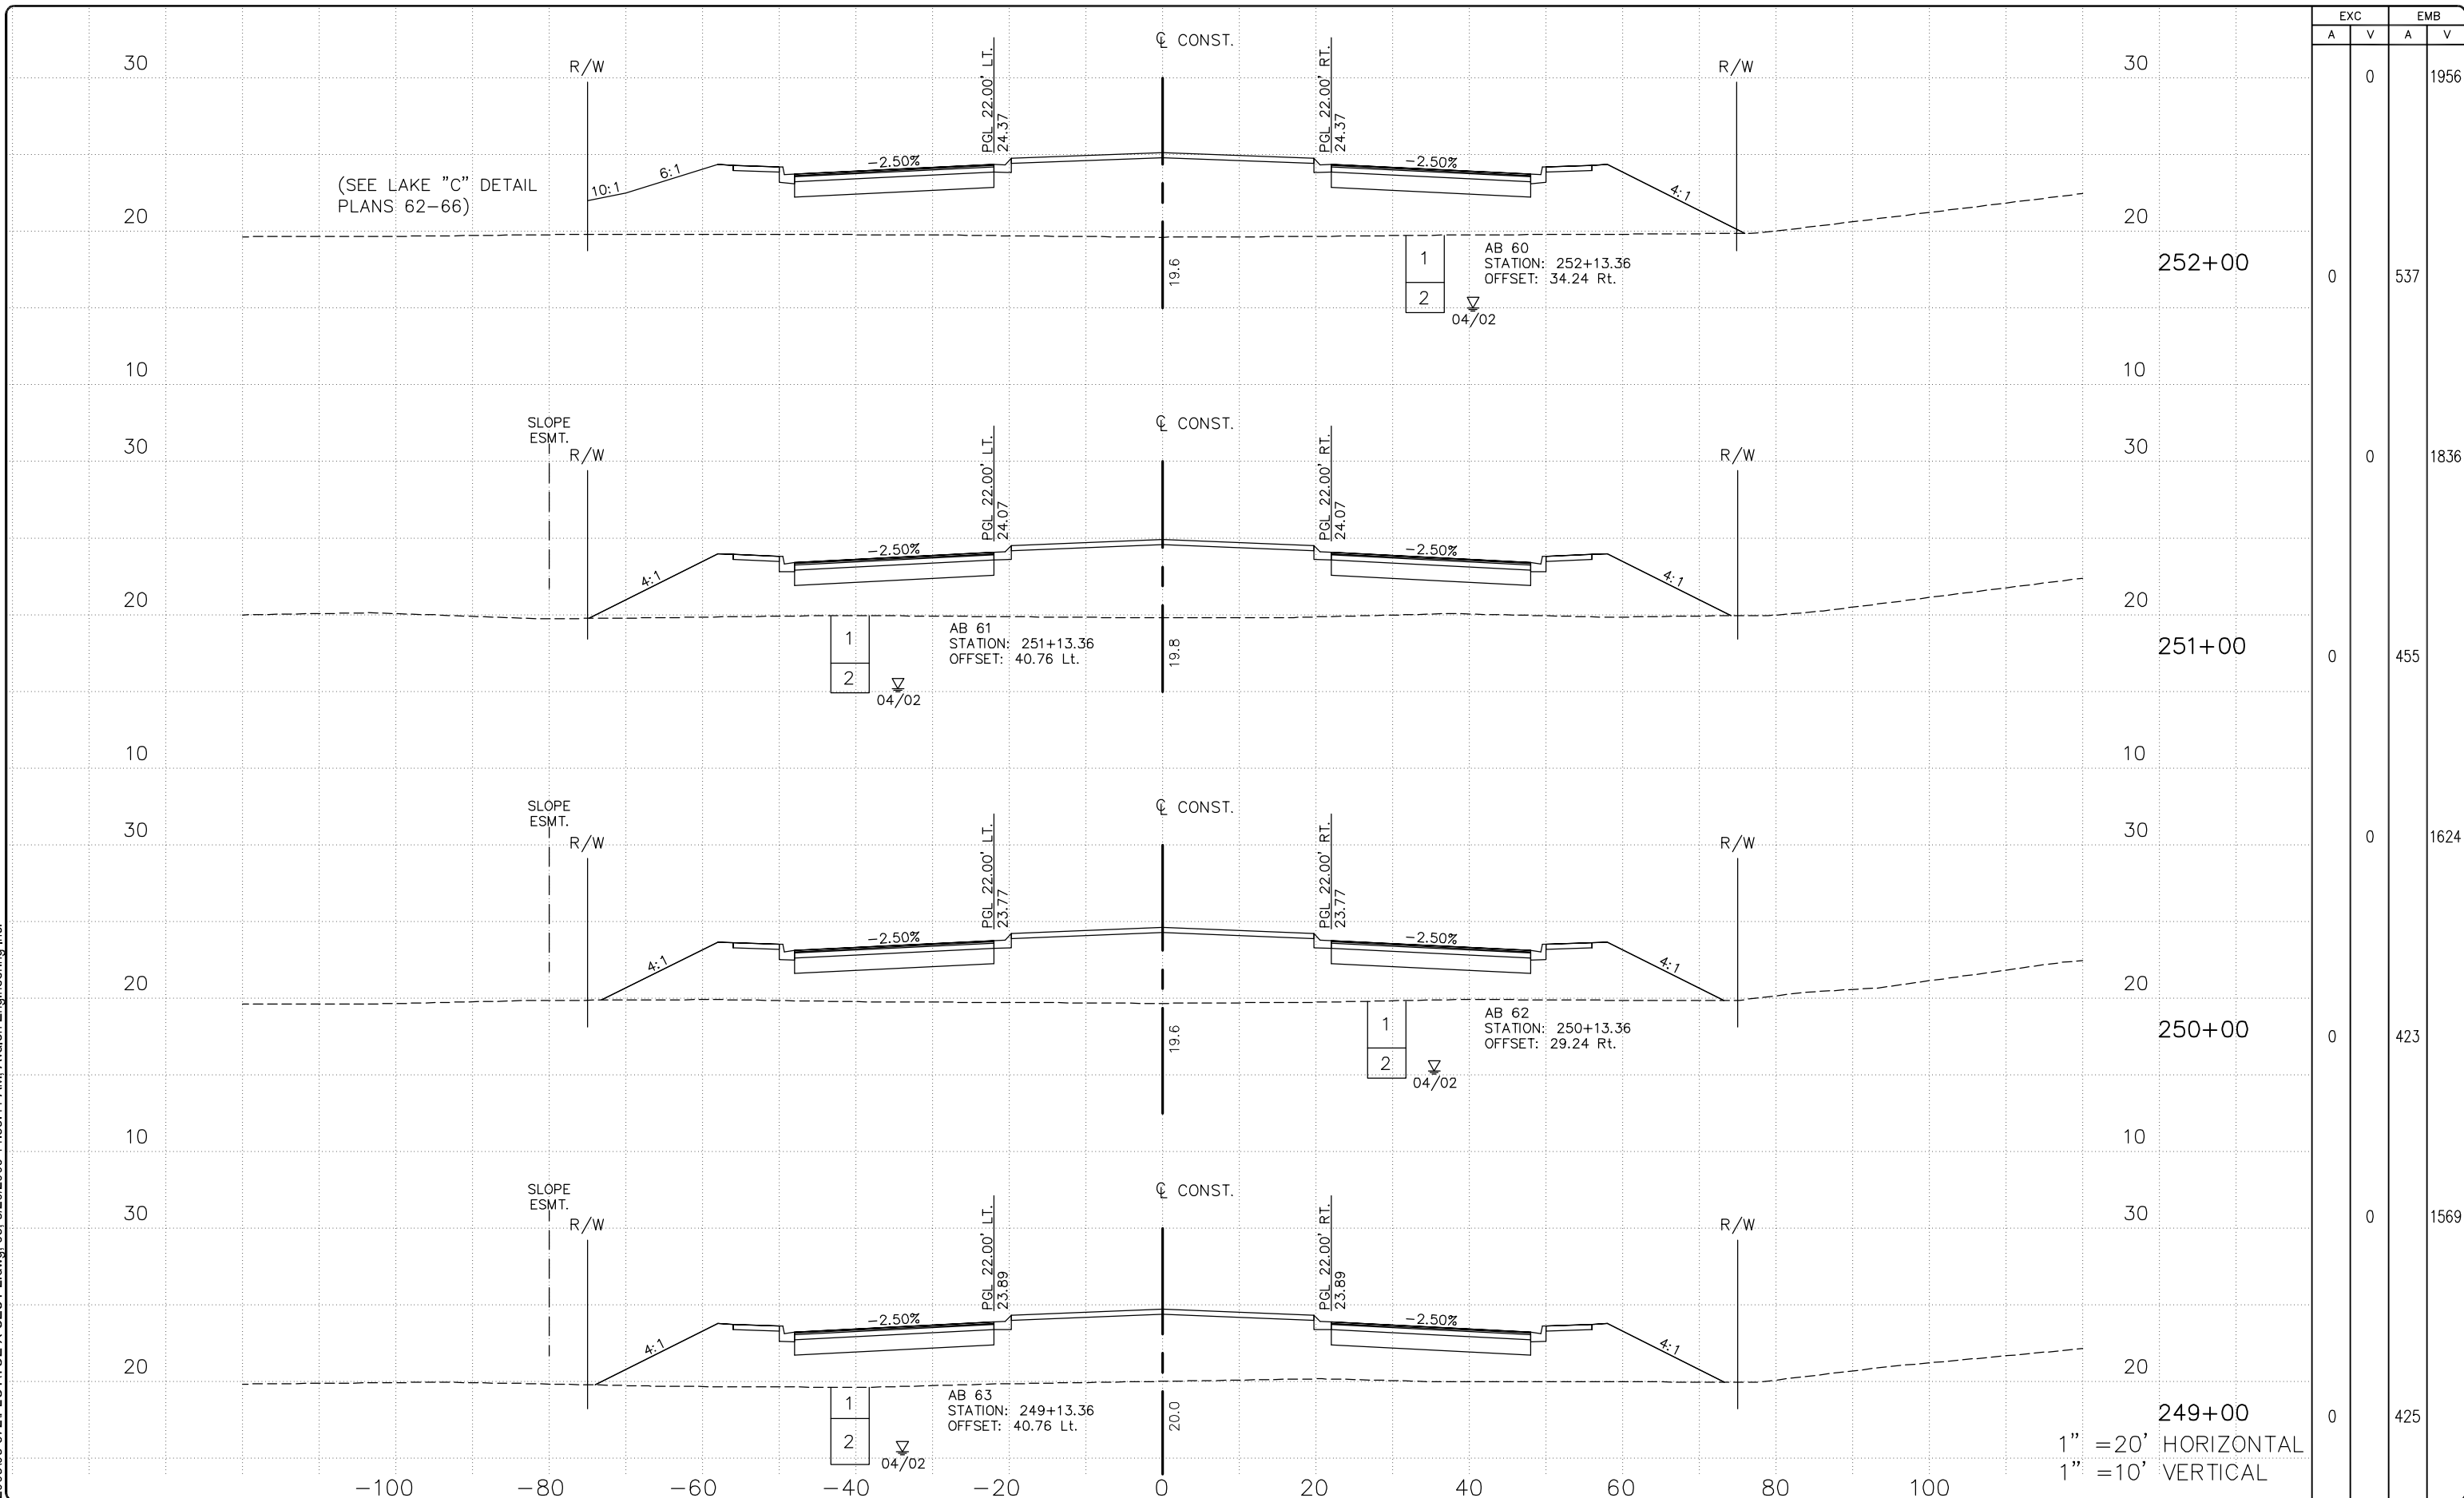 EXC EMB
A V A V
℄ CONST.
30 R/W PGL 22.00' LT. 24.37 PGL 22.00' RT. 24.37 R/W 30 0 1956
(SEE LAKE "C" DETAIL
PLANS 62-66)
10:1 6:1 -2.50% -2.50% 4:1
20 20
19.6
1
2
AB 60
STATION: 252+13.36
OFFSET: 34.24 Rt.
04/02
252+00 0 537
10 10
SLOPE
ESMT.
℄ CONST.
30 R/W PGL 22.00' LT. 24.07 PGL 22.00' RT. 24.07 R/W 30 0 1836
4:1 -2.50% -2.50% 4:1
20 20
1
2
AB 61
STATION: 251+13.36
OFFSET: 40.76 Lt.
04/02
19.8
251+00 0 455
10 10
SLOPE
ESMT.
℄ CONST.
30 R/W PGL 22.00' LT. 23.77 PGL 22.00' RT. 23.77 R/W 30 0 1624
4:1 -2.50% -2.50% 4:1
20 20
19.6
1
2
AB 62
STATION: 250+13.36
OFFSET: 29.24 Rt.
04/02
250+00 0 423
10 10
SLOPE
ESMT.
℄ CONST.
30 R/W PGL 22.00' LT. 23.89 PGL 22.00' RT. 23.89 R/W 30 0 1569
4:1 -2.50% -2.50% 4:1
20 20
1
2
AB 63
STATION: 249+13.36
OFFSET: 40.76 Lt.
04/02
20.0
249+00 0 425
1" =20' HORIZONTAL
1" =10' VERTICAL
-100 -80 -60 -40 -20 0 20 40 60 80 100